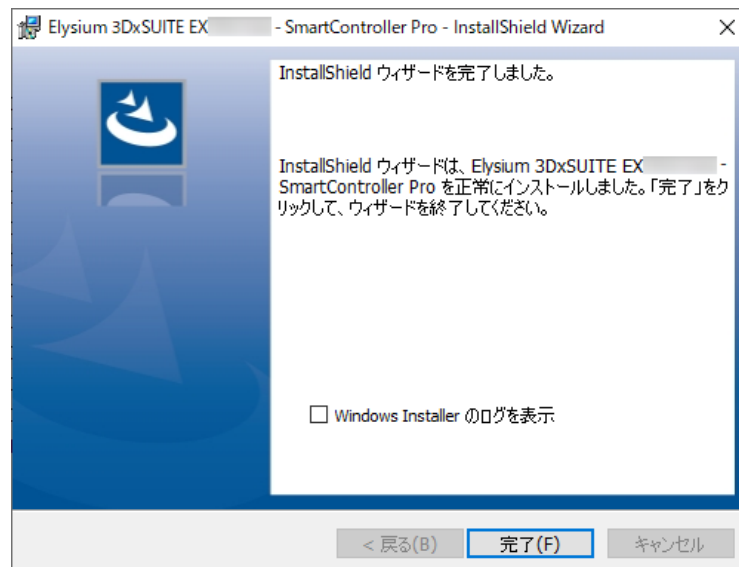 Elysium 3DxSUITE EX - SmartController Pro - InstallShield Wizard
InstallShield ウィザードを完了しました。
InstallShield ウィザードは、Elysium 3DxSUITE EX -
SmartController Pro を正常にインストールしました。「完了」をク
リックして、ウィザードを終了してください。
Windows Installer のログを表示
< 戻る(B)
完了(F)
キャンセル